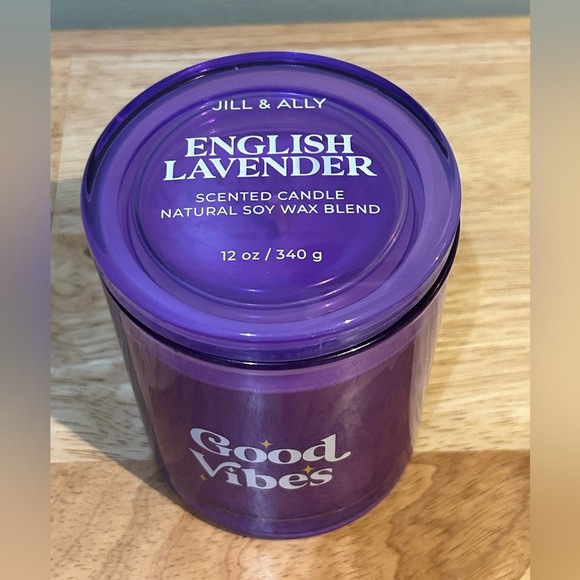 JILL & ALLY
ENGLISH
LAVENDER
SCENTED CANDLE
NATURAL SOY WAX BLEND
12 oz / 340 g
Good
Vibes